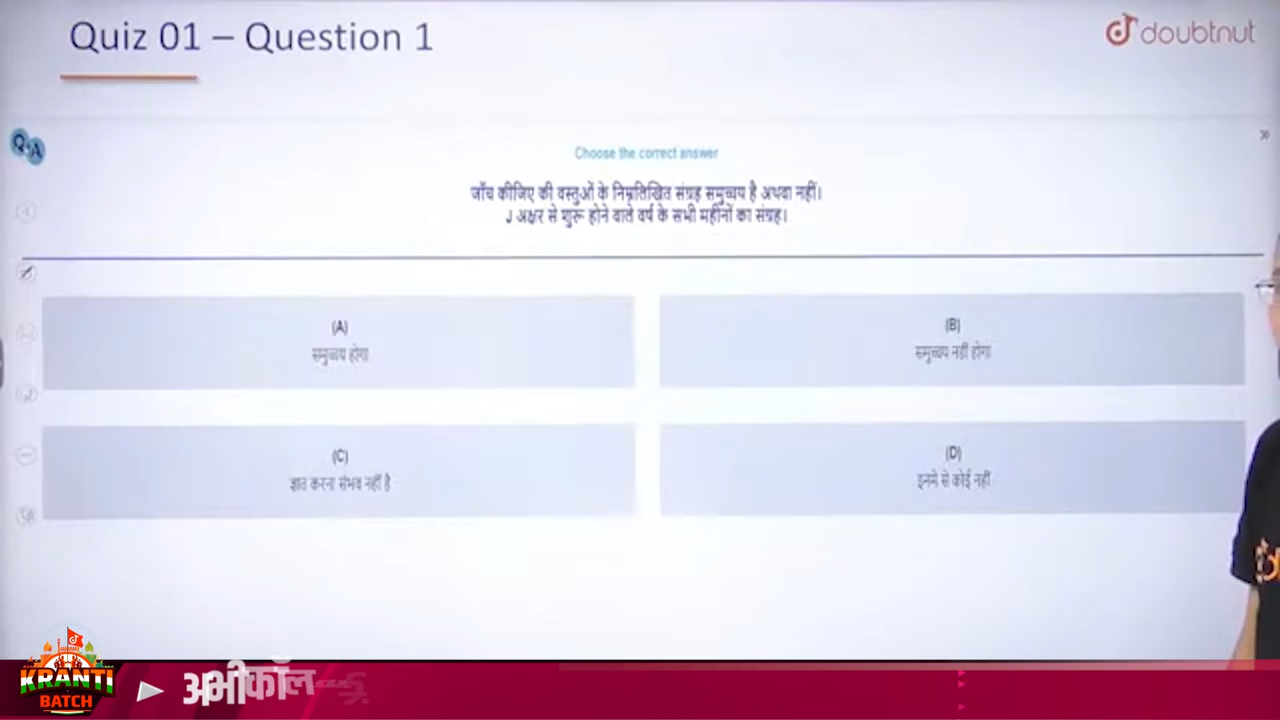 Quiz 01 – Question 1
doubtnut
Q A
Choose the correct answer
जाँच कीजिए की वस्तुओं के निम्नलिखित संग्रह समुच्चय है अथवा नहीं।
J अक्षर से शुरू होने वाले वर्ष के सभी महीनों का संग्रह।
(A)
समुच्चय होगा
(B)
समुच्चय नहीं होगा
(C)
ज्ञात करना संभव नहीं है
(D)
इनमे से कोई नहीं
KRANTI
BATCH
अभी कॉल